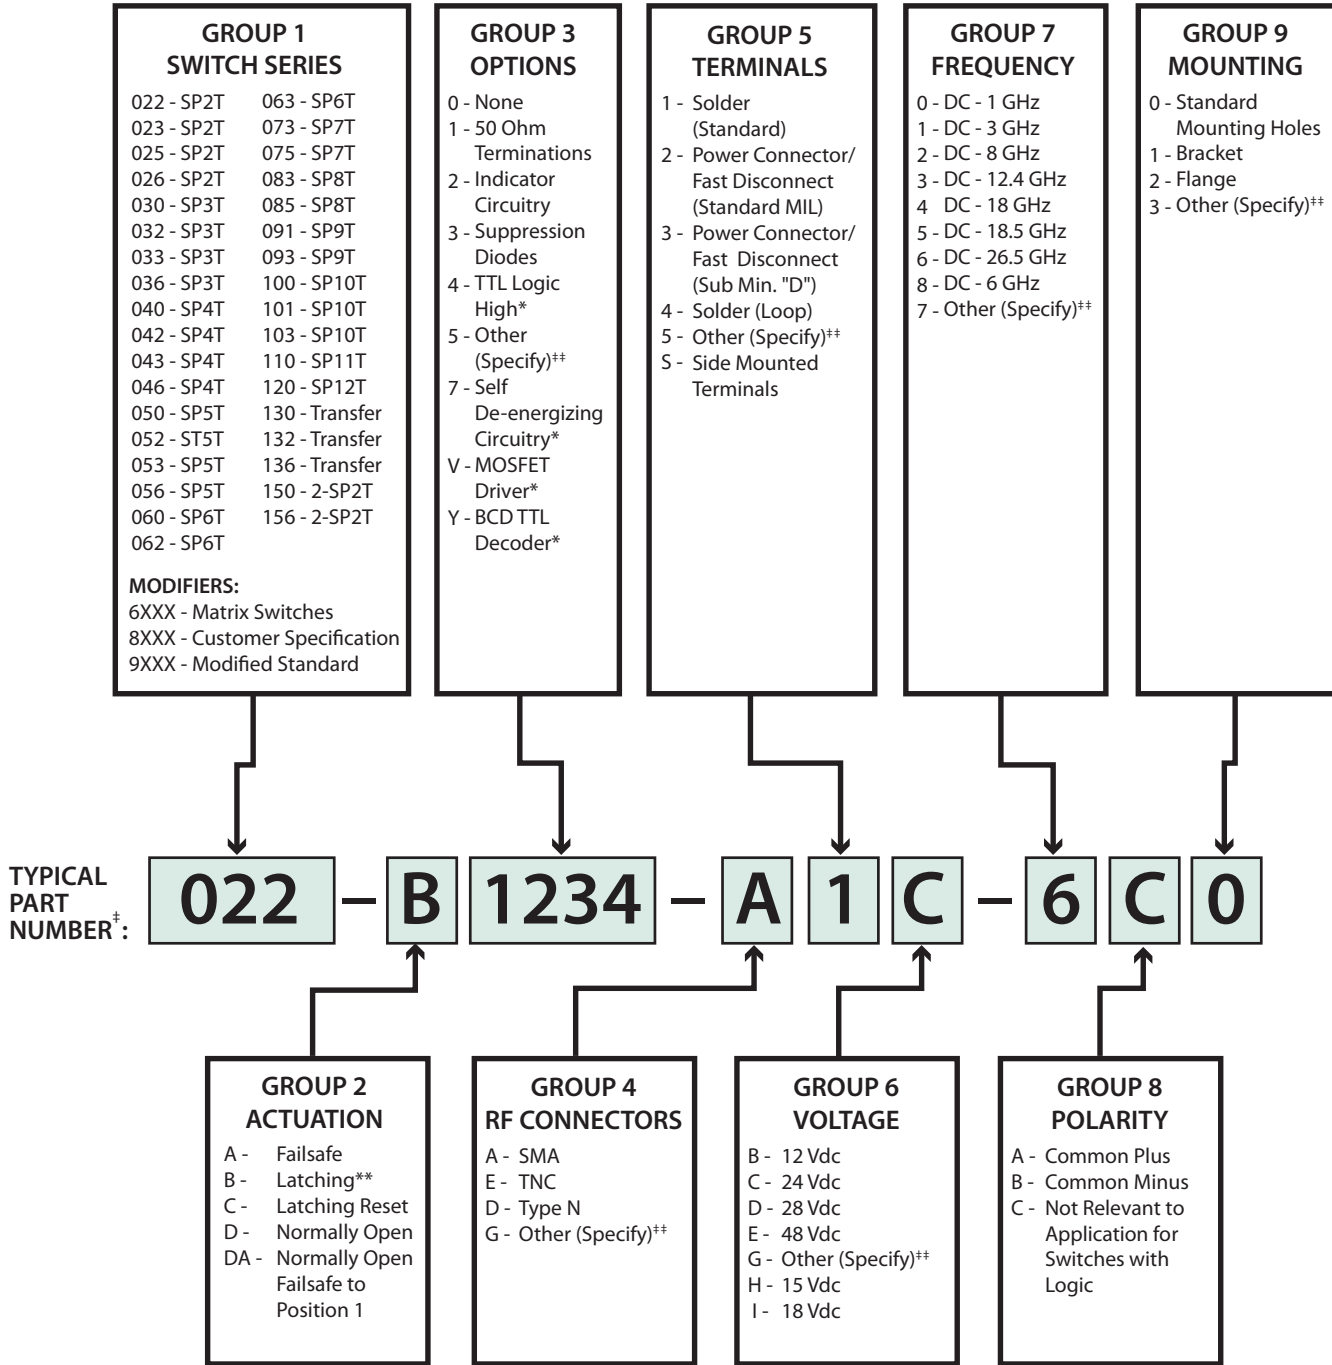 GROUP 1
SWITCH SERIES
022 - SP2T
023 - SP2T
025 - SP2T
026 - SP2T
030 - SP3T
032 - SP3T
033 - SP3T
036 - SP3T
040 - SP4T
042 - SP4T
043 - SP4T
046 - SP4T
050 - SP5T
052 - ST5T
053 - SP5T
056 - SP5T
060 - SP6T
062 - SP6T
063 - SP6T
073 - SP7T
075 - SP7T
083 - SP8T
085 - SP8T
091 - SP9T
093 - SP9T
100 - SP10T
101 - SP10T
103 - SP10T
110 - SP11T
120 - SP12T
130 - Transfer
132 - Transfer
136 - Transfer
150 - 2-SP2T
156 - 2-SP2T
MODIFIERS:
6XXX - Matrix Switches
8XXX - Customer Specification
9XXX - Modified Standard
GROUP 3
OPTIONS
0 - None
1 - 50 Ohm
Terminations
2 - Indicator
Circuitry
3 - Suppression
Diodes
4 - TTL Logic
High*
5 - Other
(Specify)‡‡
7 - Self
De-energizing
Circuitry*
V - MOSFET
Driver*
Y - BCD TTL
Decoder*
GROUP 5
TERMINALS
1 - Solder
(Standard)
2 - Power Connector/
Fast Disconnect
(Standard MIL)
3 - Power Connector/
Fast Disconnect
(Sub Min. "D")
4 - Solder (Loop)
5 - Other (Specify)‡‡
S - Side Mounted
Terminals
GROUP 7
FREQUENCY
0 - DC - 1 GHz
1 - DC - 3 GHz
2 - DC - 8 GHz
3 - DC - 12.4 GHz
4 DC - 18 GHz
5 - DC - 18.5 GHz
6 - DC - 26.5 GHz
8 - DC - 6 GHz
7 - Other (Specify)‡‡
GROUP 9
MOUNTING
0 - Standard
Mounting Holes
1 - Bracket
2 - Flange
3 - Other (Specify)‡‡
TYPICAL
PART
NUMBER‡:
022 - B 1234 - A 1 C - 6 C 0
GROUP 2
ACTUATION
A - Failsafe
B - Latching**
C - Latching Reset
D - Normally Open
DA - Normally Open
Failsafe to
Position 1
GROUP 4
RF CONNECTORS
A - SMA
E - TNC
D - Type N
G - Other (Specify)‡‡
GROUP 6
VOLTAGE
B - 12 Vdc
C - 24 Vdc
D - 28 Vdc
E - 48 Vdc
G - Other (Specify)‡‡
H - 15 Vdc
I - 18 Vdc
GROUP 8
POLARITY
A - Common Plus
B - Common Minus
C - Not Relevant to
Application for
Switches with
Logic